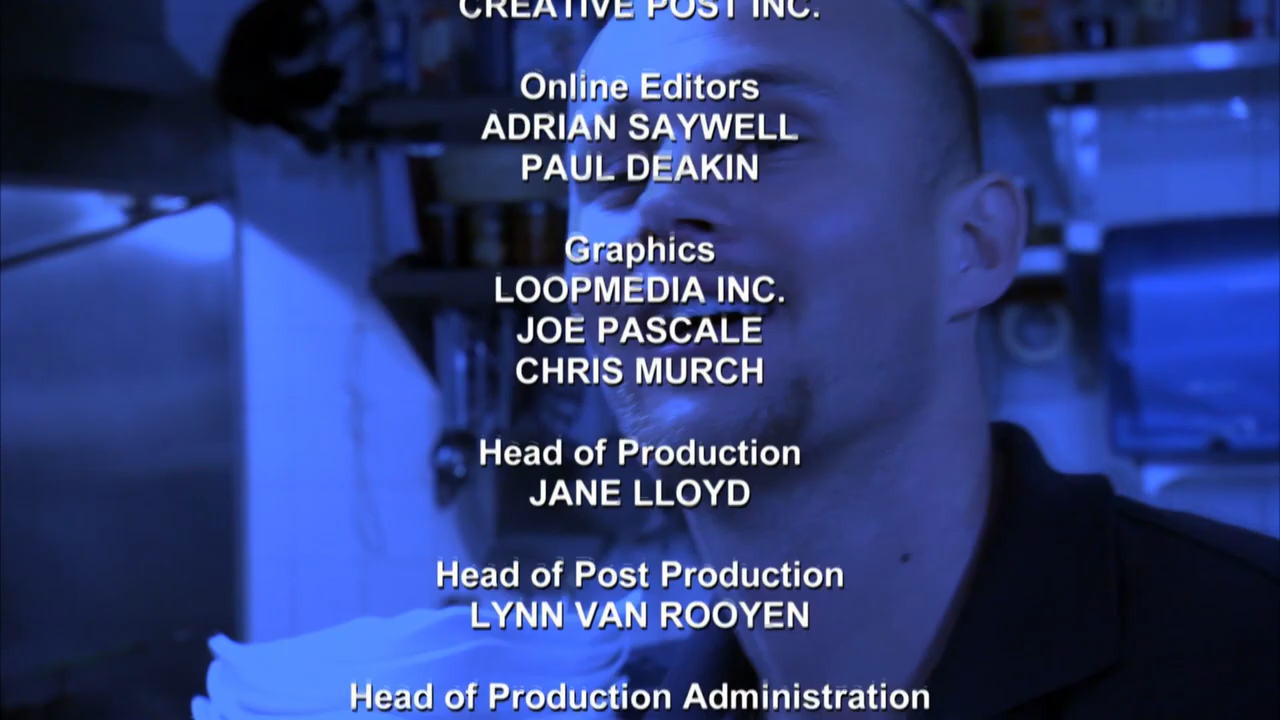 CREATIVE POST INC.
Online Editors
ADRIAN SAYWELL
PAUL DEAKIN
Graphics
LOOPMEDIA INC.
JOE PASCALE
CHRIS MURCH
Head of Production
JANE LLOYD
Head of Post Production
LYNN VAN ROOYEN
Head of Production Administration